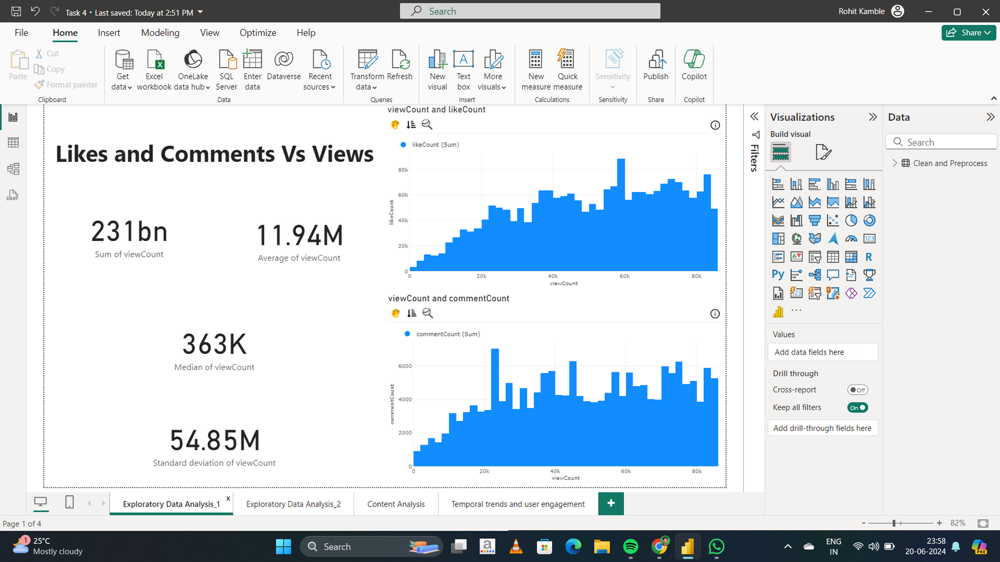 Task 4 • Last saved: Today at 2:51 PM
Search
Rohit Kamble
File
Home
Insert
Modeling
View
Optimize
Help
Share
Paste
Cut
Copy
Format painter
Clipboard
Get data
Excel workbook
OneLake data hub
SQL Server
Enter data
Dataverse
Recent sources
Data
Transform data
Refresh
Queries
New visual
Text box
More visuals
Insert
New measure
Quick measure
Calculations
Sensitivity
Sensitivity
Publish
Share
Copilot
Copilot
DAX
Likes and Comments Vs Views
231bn
Sum of viewCount
11.94M
Average of viewCount
363K
Median of viewCount
54.85M
Standard deviation of viewCount
viewCount and likeCount
likeCount (Sum)
80k
60k
40k
20k
0
likeCount
0 20k 40k 60k 80k
viewCount
viewCount and commentCount
commentCount (Sum)
6000
4000
2000
0
commentCount
0 20k 40k 60k 80k
viewCount
Filters
Visualizations
Build visual
123
R
Py
123
...
Values
Add data fields here
Drill through
Cross-report
Off
Keep all filters
On
Add drill-through fields here
Data
Search
Clean and Preprocess
Exploratory Data Analysis_1
x
Exploratory Data Analysis_2
Content Analysis
Temporal trends and user engagement
+
Page 1 of 4
- + 82%
1
25°C
Mostly cloudy
Search
a
ENG
IN
23:58
20-06-2024
PRE